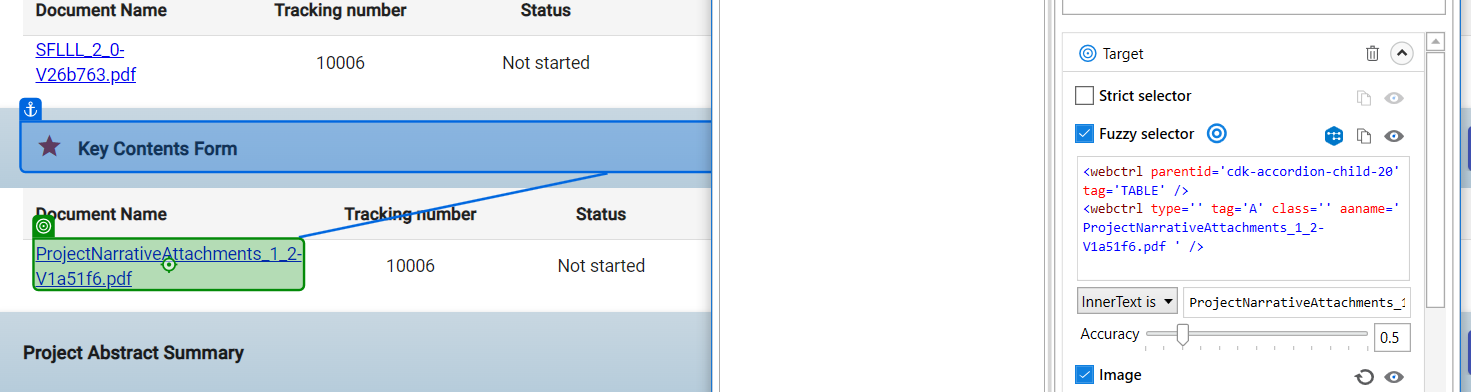 Document Name Tracking number Status
SFLLL_2_0-
V26b763.pdf
10006 Not started
Key Contents Form
Document Name Tracking number Status
ProjectNarrativeAttachments_1_2-
V1a51f6.pdf
10006 Not started
Project Abstract Summary
Target
Strict selector
Fuzzy selector
<webctrl parentid='cdk-accordion-child-20'
tag='TABLE' />
<webctrl type='' tag='A' class='' aaname='
ProjectNarrativeAttachments_1_2-
V1a51f6.pdf ' />
InnerText is ProjectNarrativeAttachments_1
Accuracy 0.5
Image